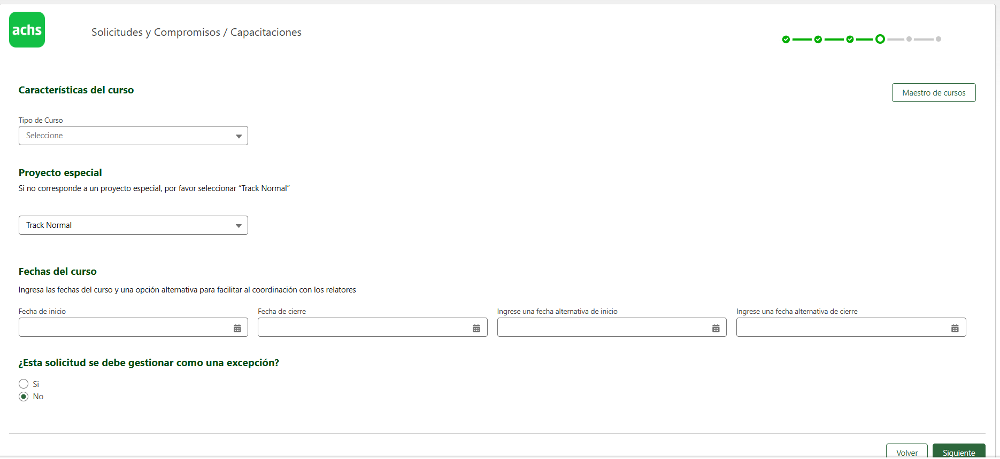 achs
Solicitudes y Compromisos / Capacitaciones
Características del curso
Maestro de cursos
Tipo de Curso
Seleccione
Proyecto especial
Si no corresponde a un proyecto especial, por favor seleccionar “Track Normal”
Track Normal
Fechas del curso
Ingresa las fechas del curso y una opción alternativa para facilitar al coordinación con los relatores
Fecha de inicio
Fecha de cierre
Ingrese una fecha alternativa de inicio
Ingrese una fecha alternativa de cierre
¿Esta solicitud se debe gestionar como una excepción?
Si
No
Volver
Siguiente